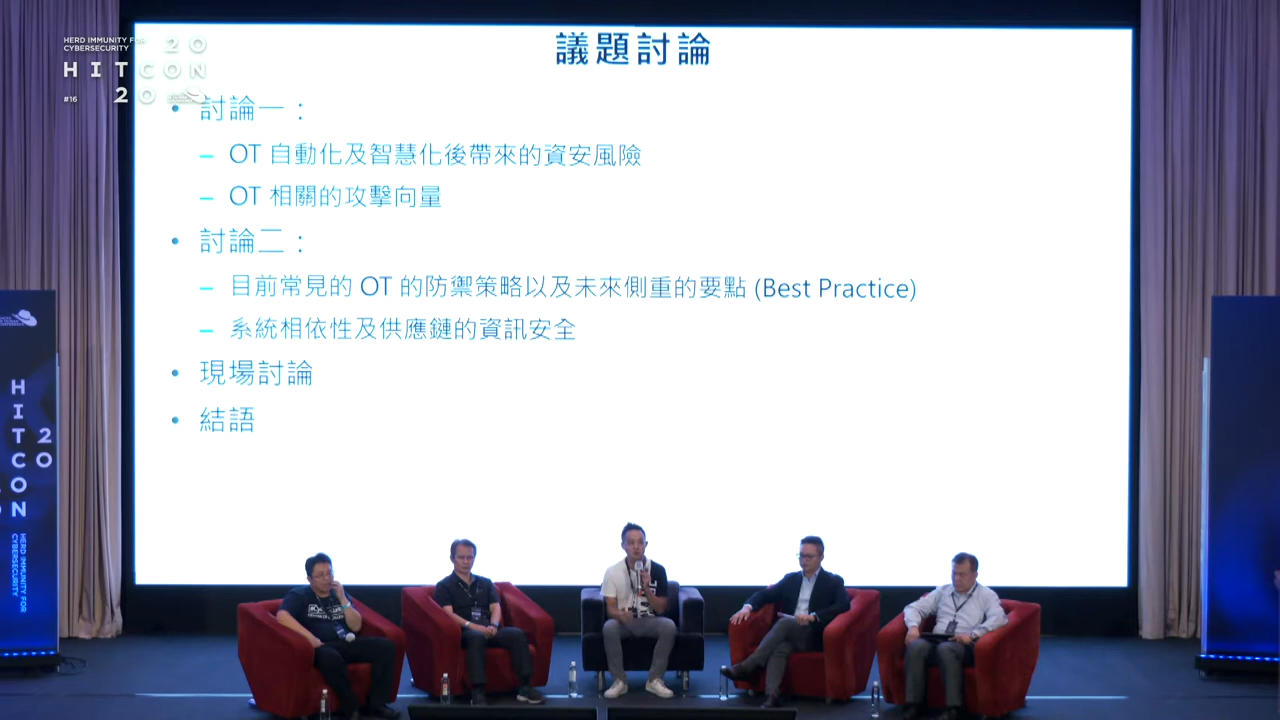 HERD IMMUNITY FOR
CYBERSECURITY
20
HITCON
#16
20
議題討論
• 討論一：
– OT 自動化及智慧化後帶來的資安風險
– OT 相關的攻擊向量
• 討論二：
– 目前常見的 OT 的防禦策略以及未來側重的要點 (Best Practice)
– 系統相依性及供應鏈的資訊安全
• 現場討論
• 結語
HITCON
20
HERD IMMUNITY FOR
CYBERSECURITY